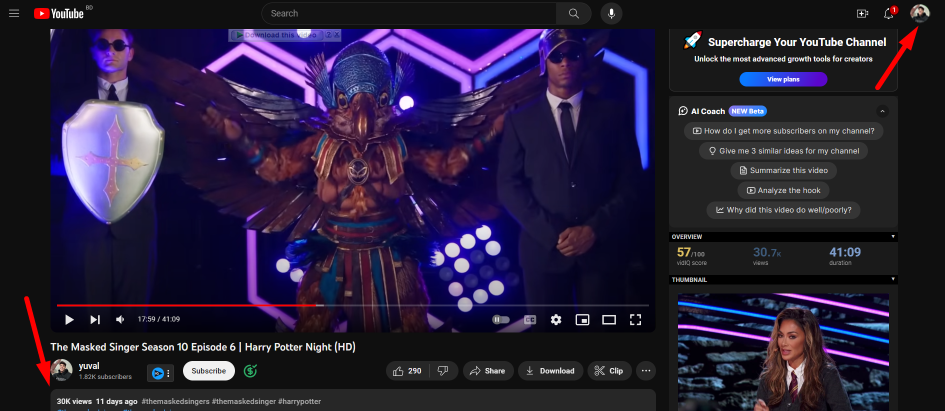 YouTube BD
Search
1
Download this video
Supercharge Your YouTube Channel
Unlock the most advanced growth tools for creators
View plans
AI Coach NEW Beta
How do I get more subscribers on my channel?
Give me 3 similar ideas for my channel
Summarize this video
Analyze the hook
Why did this video do well/poorly?
OVERVIEW
57/100
vidIQ score
30.7K
views
41:09
duration
THUMBNAIL
17:59 / 41:09
CC
The Masked Singer Season 10 Episode 6 | Harry Potter Night (HD)
yuval
1.82K subscribers
Subscribe
290
Share
Download
Clip
30K views 11 days ago #themaskedsingers #themaskedsinger #harrypotter